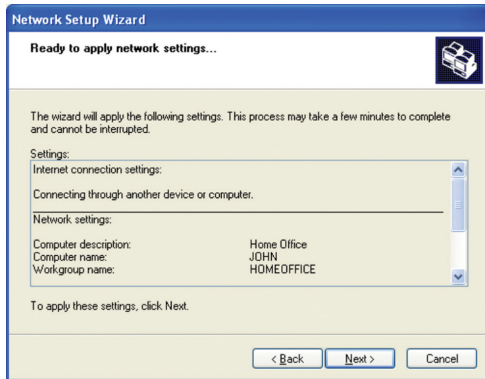 Network Setup Wizard
Ready to apply network settings...
The wizard will apply the following settings. This process may take a few minutes to complete
and cannot be interrupted.
Settings:
Internet connection settings:
Connecting through another device or computer.
Network settings:
Computer description: Home Office
Computer name: JOHN
Workgroup name: HOMEOFFICE
To apply these settings, click Next.
< Back Next > Cancel